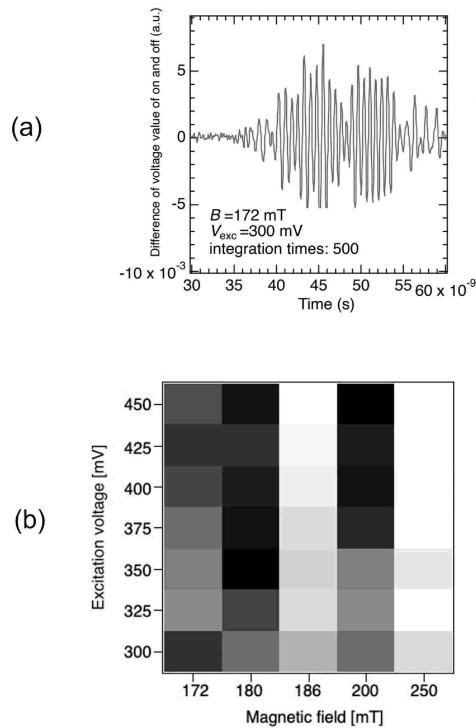 (a)
Difference of voltage value of on and off (a.u.)
5
0
-5
-10 x 10⁻³
B =172 mT
Vexc =300 mV
integration times: 500
30 35 40 45 50 55 60 x 10⁻⁹
Time (s)
(b)
Excitation voltage [mV]
450
425
400
375
350
325
300
172 180 186 200 250
Magnetic field [mT]